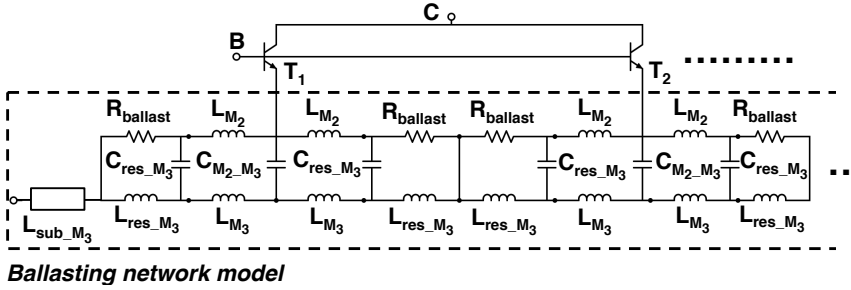 C
B
T1 T2
Rballast LM2 LM2 Rballast Rballast LM2 LM2 Rballast
Cres_M3 CM2_M3 Cres_M3 Cres_M3 CM2_M3 Cres_M3
Lsub_M3 Lres_M3 LM3 LM3 Lres_M3 Lres_M3 LM3 LM3 Lres_M3
Ballasting network model